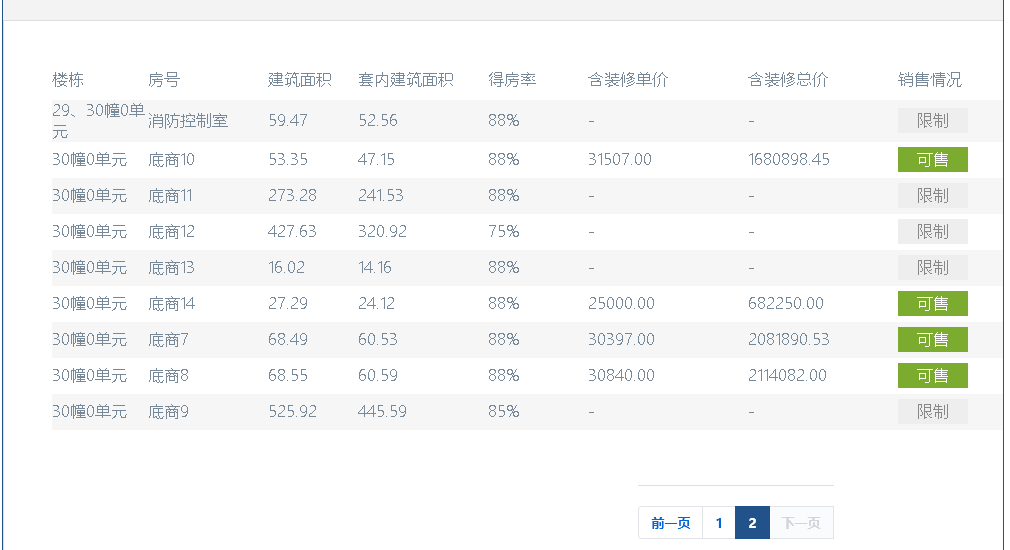 楼栋 房号 建筑面积 套内建筑面积 得房率 含装修单价 含装修总价 销售情况
29、30幢0单
元 消防控制室 59.47 52.56 88% - - 限制
30幢0单元 底商10 53.35 47.15 88% 31507.00 1680898.45 可售
30幢0单元 底商11 273.28 241.53 88% - - 限制
30幢0单元 底商12 427.63 320.92 75% - - 限制
30幢0单元 底商13 16.02 14.16 88% - - 限制
30幢0单元 底商14 27.29 24.12 88% 25000.00 682250.00 可售
30幢0单元 底商7 68.49 60.53 88% 30397.00 2081890.53 可售
30幢0单元 底商8 68.55 60.59 88% 30840.00 2114082.00 可售
30幢0单元 底商9 525.92 445.59 85% - - 限制
前一页 1 2 下一页